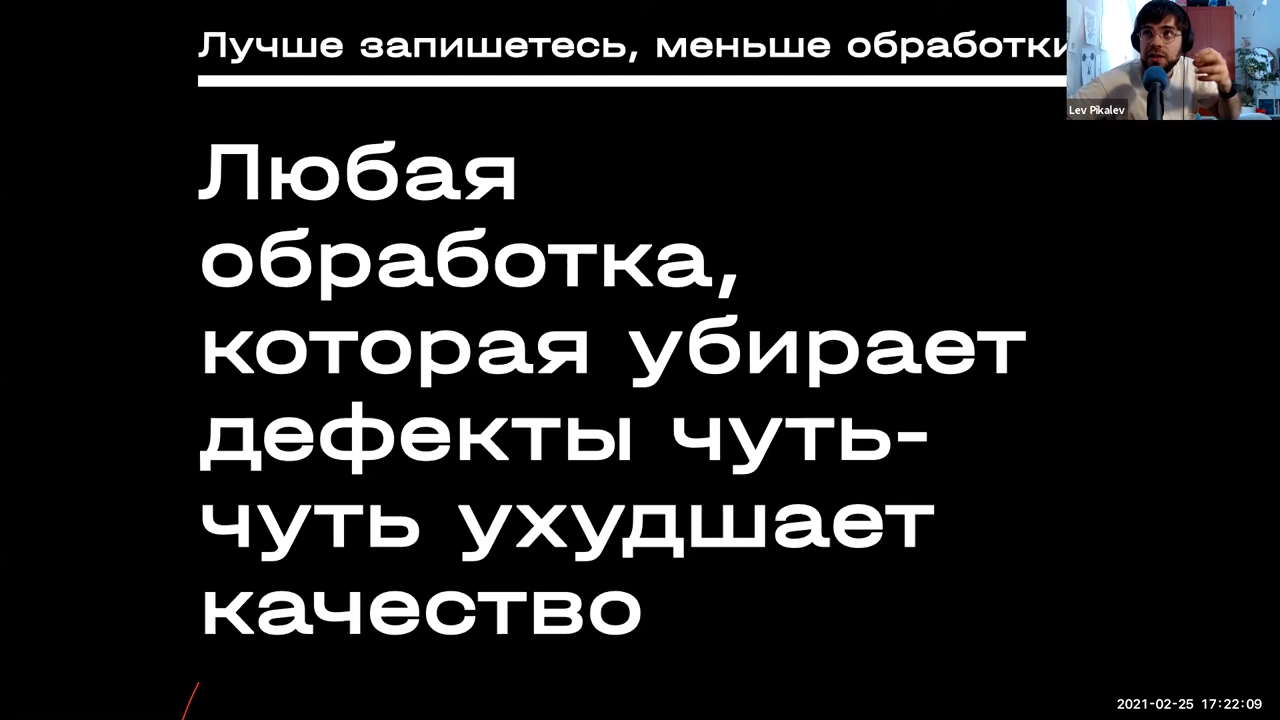 Лучше запишетесь, меньше обработки
Lev Pikalev
Любая
обработка,
которая убирает
дефекты чуть-
чуть ухудшает
качество
2021-02-25 17:22:09